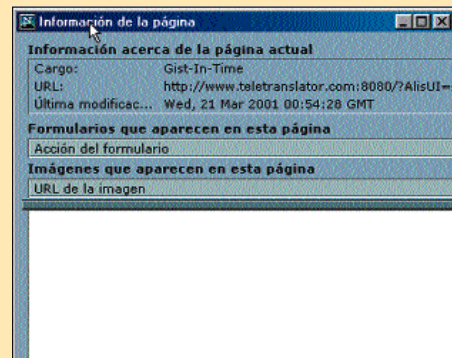 Información de la página
Información acerca de la página actual
Cargo: Gist-In-Time
URL: http://www.teletranslator.com:8080/?AlisUI=
Última modificac... Wed, 21 Mar 2001 00:54:28 GMT
Formularios que aparecen en esta página
Acción del formulario
Imágenes que aparecen en esta página
URL de la imagen